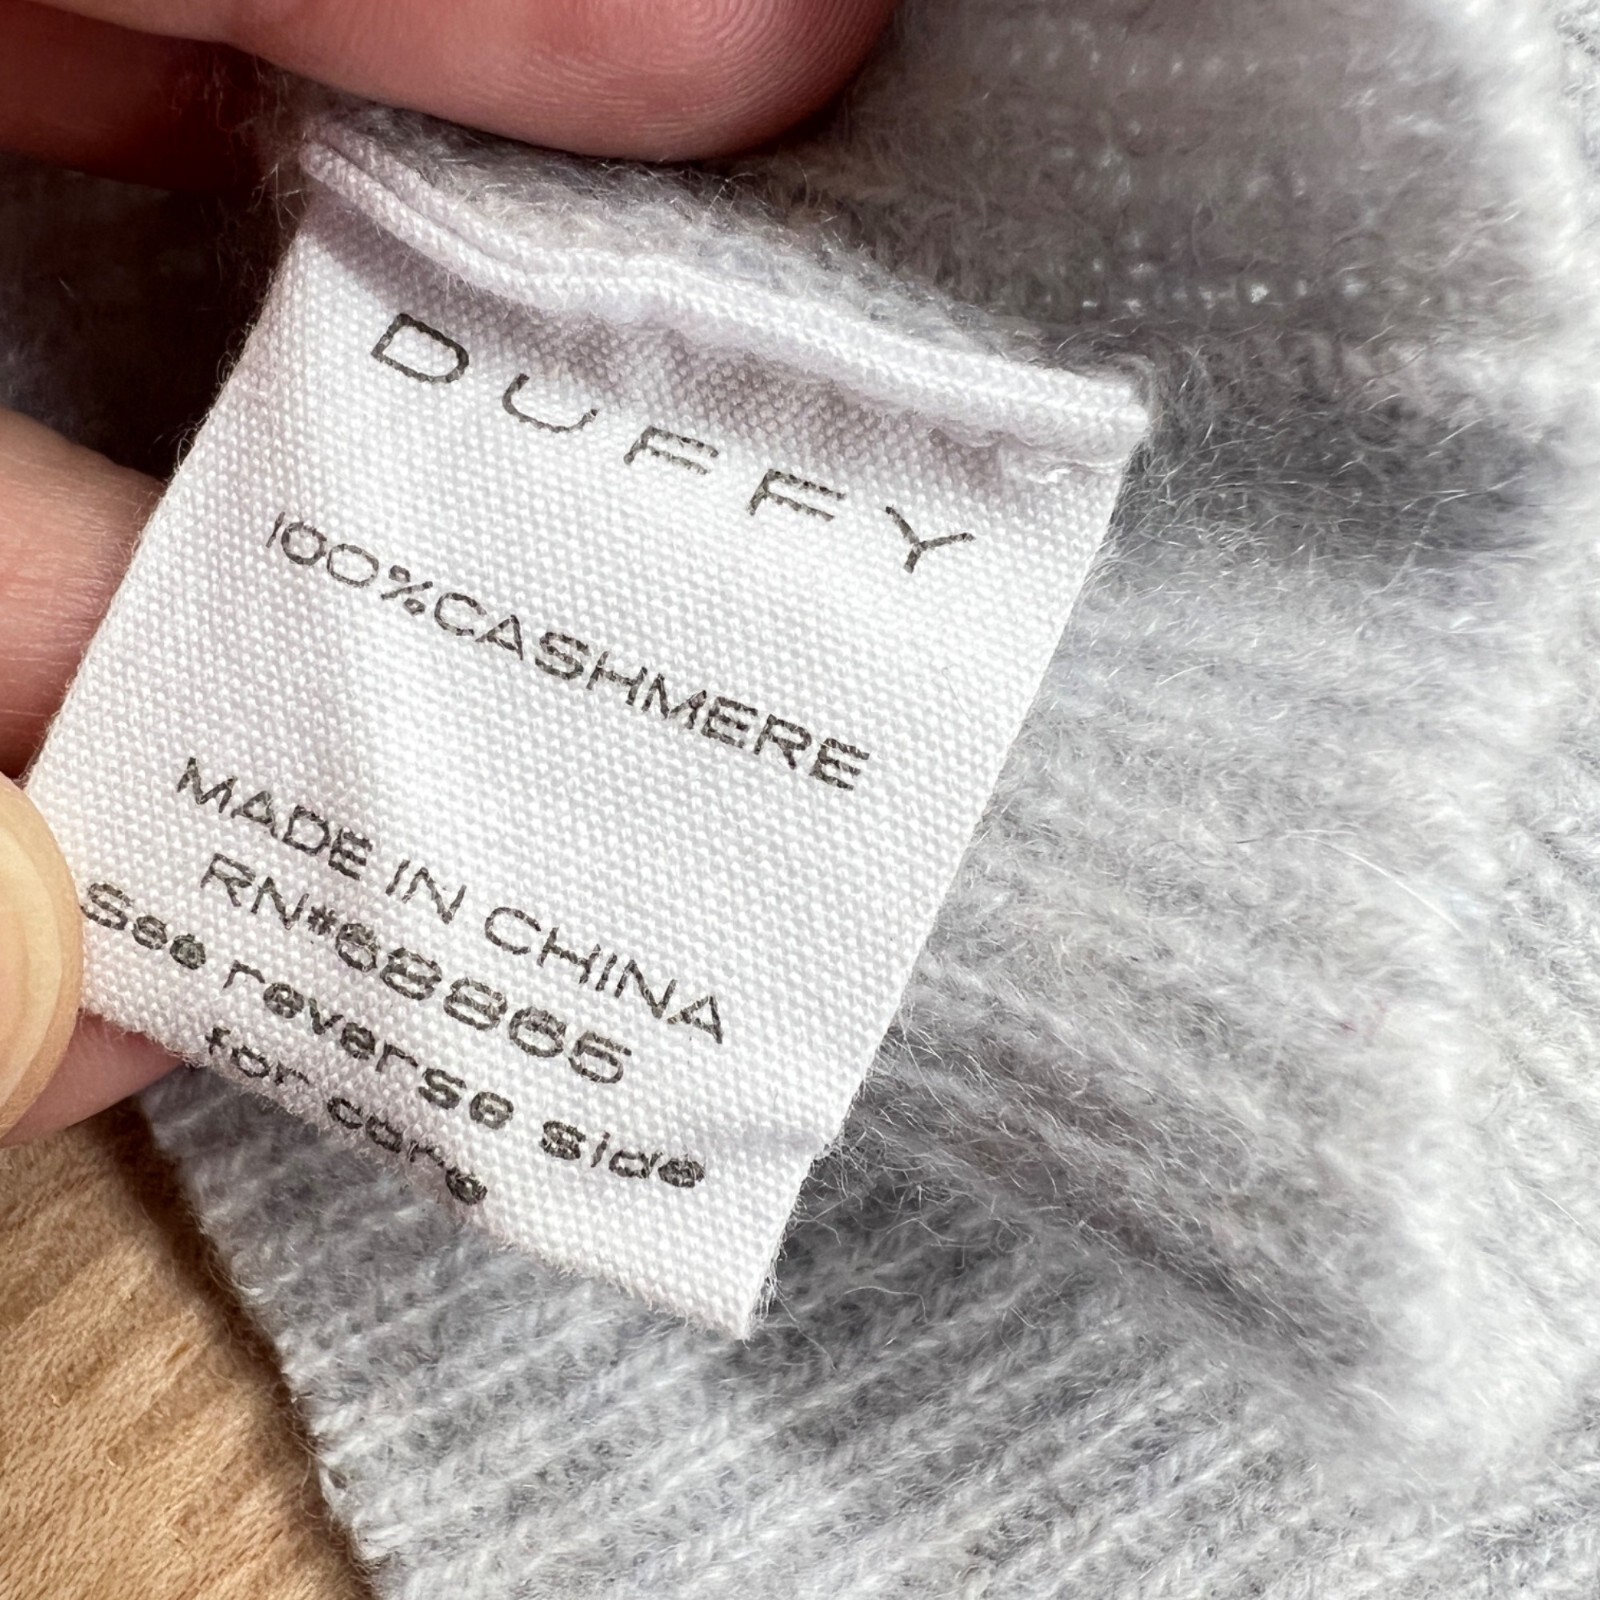 DUFFY
100%CASHMERE
MADE IN CHINA
RN#68865
See reverse side
for care